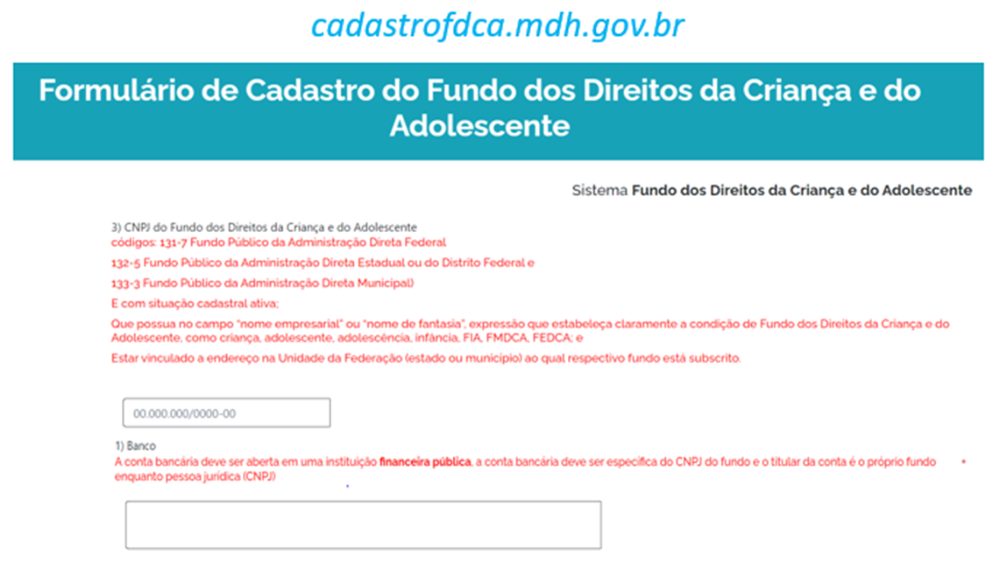 cadastrofdca.mdh.gov.br
Formulário de Cadastro do Fundo dos Direitos da Criança e do
Adolescente
Sistema Fundo dos Direitos da Criança e do Adolescente
3) CNPJ do Fundo dos Direitos da Criança e do Adolescente
códigos: 131-7 Fundo Público da Administração Direta Federal
132-5 Fundo Público da Administração Direta Estadual ou do Distrito Federal e
133-3 Fundo Público da Administração Direta Municipal)
E com situação cadastral ativa;
Que possua no campo “nome empresarial” ou “nome de fantasia”, expressão que estabeleça claramente a condição de Fundo dos Direitos da Criança e do
Adolescente, como criança, adolescente, adolescência, infância, FIA, FMDCA, FEDCA; e
Estar vinculado a endereço na Unidade da Federação (estado ou município) ao qual respectivo fundo está subscrito.
00.000.000/0000-00
1) Banco
A conta bancária deve ser aberta em uma instituição financeira pública, a conta bancária deve ser específica do CNPJ do fundo e o titular da conta é o próprio fundo *
enquanto pessoa jurídica (CNPJ)